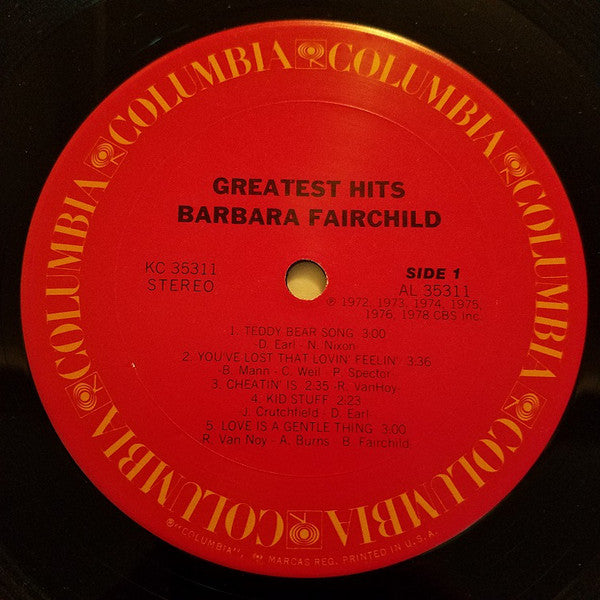 COLUMBIA COLUMBIA COLUMBIA COLUMBIA COLUMBIA COLUMBIA
GREATEST HITS
BARBARA FAIRCHILD
KC 35311
STEREO
SIDE 1
AL 35311
℗ 1972, 1973, 1974, 1975,
1976, 1978 CBS Inc.
1. TEDDY BEAR SONG 3:00
-D. Earl - N. Nixon-
2. YOU'VE LOST THAT LOVIN' FEELIN' 3:36
-B. Mann - C. Weil - P. Spector-
3. CHEATIN' IS 2:35 -R. VanHoy-
4. KID STUFF 2:23
-J. Crutchfield - D. Earl-
5. LOVE IS A GENTLE THING 3:00
-R. Van Hoy - A. Burns - B. Fairchild-
®"COLUMBIA", MARCAS REG. PRINTED IN U.S.A.